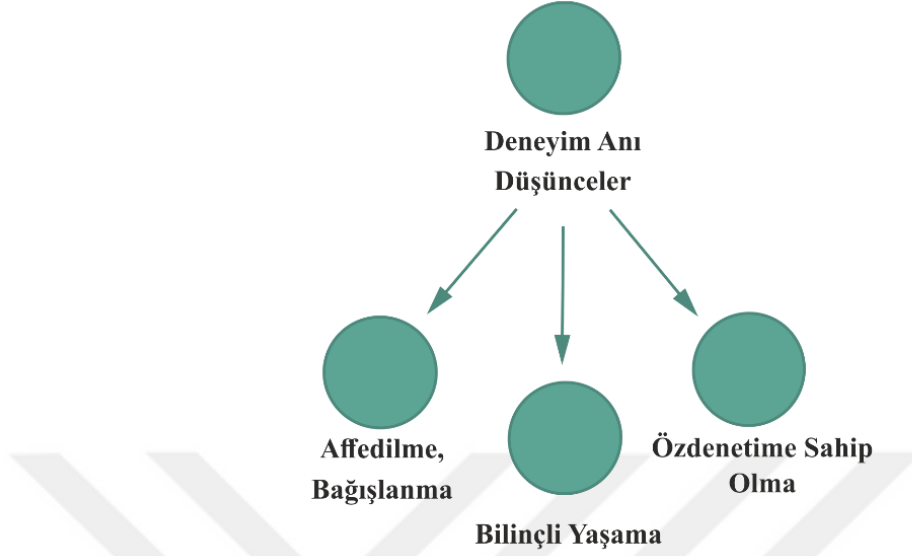 Deneyim Anı
Düşünceler
Affedilme,
Bağışlanma
Bilinçli Yaşama
Özdenetime Sahip
Olma